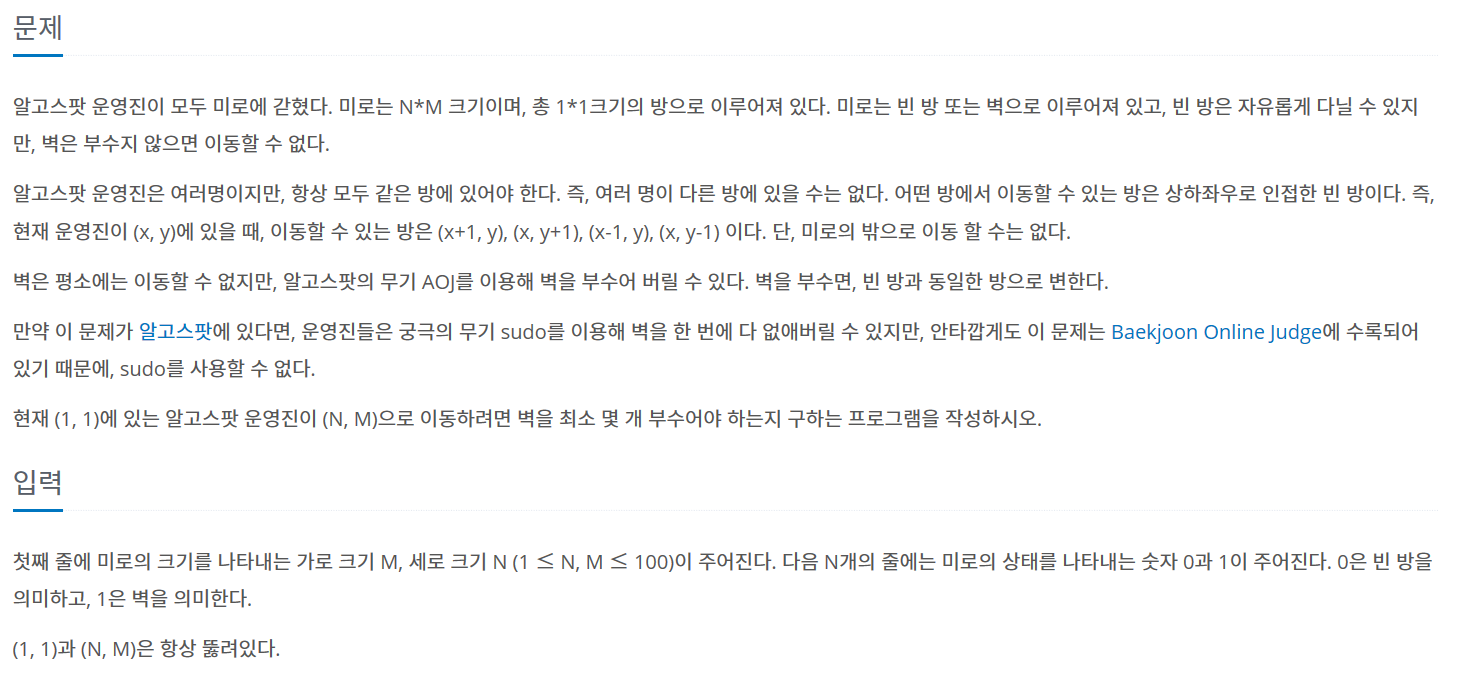 문제
알고스팟 운영진이 모두 미로에 갇혔다. 미로는 N*M 크기이며, 총 1*1크기의 방으로 이루어져 있다. 미로는 빈 방 또는 벽으로 이루어져 있고, 빈 방은 자유롭게 다닐 수 있지
만, 벽은 부수지 않으면 이동할 수 없다.
알고스팟 운영진은 여러명이지만, 항상 모두 같은 방에 있어야 한다. 즉, 여러 명이 다른 방에 있을 수는 없다. 어떤 방에서 이동할 수 있는 방은 상하좌우로 인접한 빈 방이다. 즉,
현재 운영진이 (x, y)에 있을 때, 이동할 수 있는 방은 (x+1, y), (x, y+1), (x-1, y), (x, y-1) 이다. 단, 미로의 밖으로 이동 할 수는 없다.
벽은 평소에는 이동할 수 없지만, 알고스팟의 무기 AOJ를 이용해 벽을 부수어 버릴 수 있다. 벽을 부수면, 빈 방과 동일한 방으로 변한다.
만약 이 문제가 알고스팟에 있다면, 운영진들은 궁극의 무기 sudo를 이용해 벽을 한 번에 다 없애버릴 수 있지만, 안타깝게도 이 문제는 Baekjoon Online Judge에 수록되어
있기 때문에, sudo를 사용할 수 없다.
현재 (1, 1)에 있는 알고스팟 운영진이 (N, M)으로 이동하려면 벽을 최소 몇 개 부수어야 하는지 구하는 프로그램을 작성하시오.
입력
첫째 줄에 미로의 크기를 나타내는 가로 크기 M, 세로 크기 N (1 ≤ N, M ≤ 100)이 주어진다. 다음 N개의 줄에는 미로의 상태를 나타내는 숫자 0과 1이 주어진다. 0은 빈 방을
의미하고, 1은 벽을 의미한다.
(1, 1)과 (N, M)은 항상 뚫려있다.